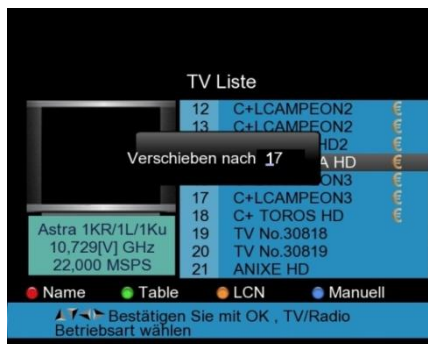 TV Liste
12 C+LCAMPEON2 €
13 C+LCAMPEON2 €
HD2 €
Verschieben nach 17
A HD €
ON3 €
17 C+LCAMPEON3 €
18 C+ TOROS HD €
19 TV No.30818
20 TV No.30819
21 ANIXE HD
Astra 1KR/1L/1Ku
10,729[V] GHz
22,000 MSPS
Name Table LCN Manuell
Bestätigen Sie mit OK , TV/Radio
Betriebsart wählen